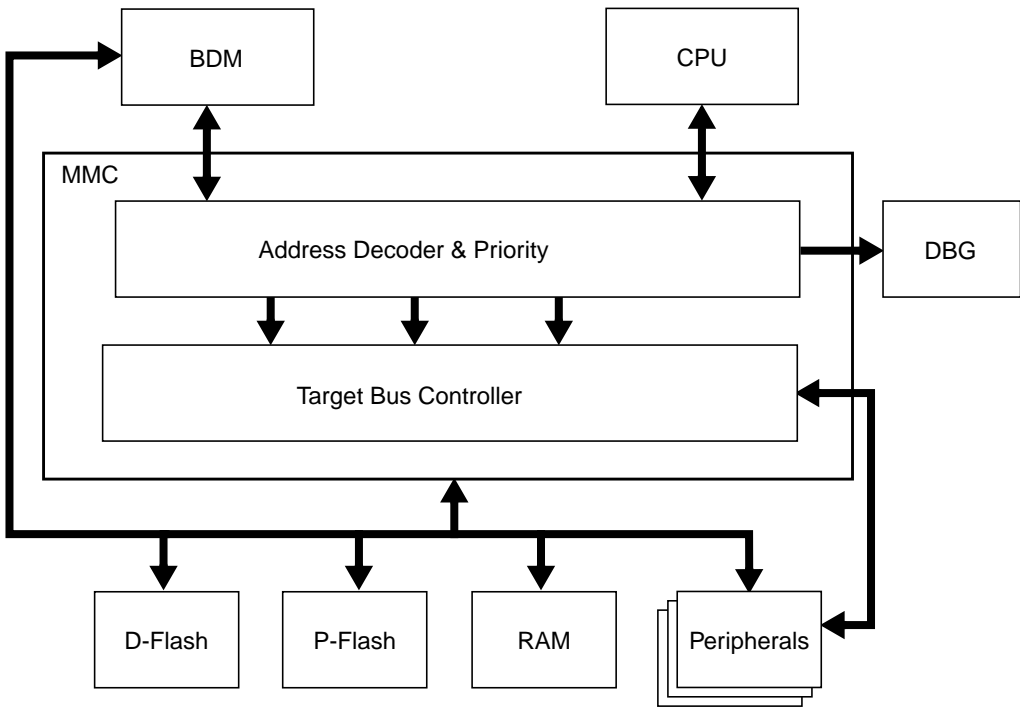 BDM
CPU
MMC
Address Decoder & Priority
DBG
Target Bus Controller
D-Flash
P-Flash
RAM
Peripherals